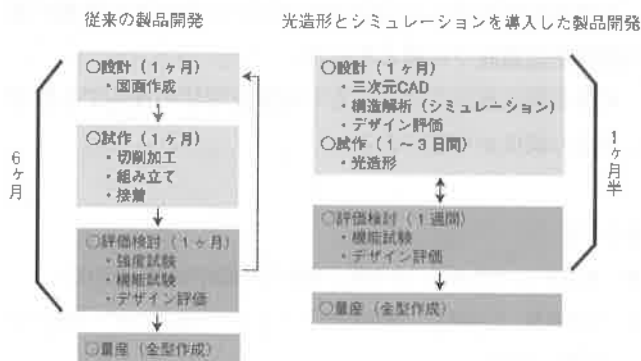 従来の製品開発
6ヶ月
○設計(1ヶ月)
・図面作成
○試作(1ヶ月)
・切削加工
・組み立て
・接着
○評価検討(1ヶ月)
・強度試験
・機能試験
・デザイン評価
○量産(金型作成)
光造形とシミュレーションを導入した製品開発
○設計(1ヶ月)
・三次元CAD
・構造解析(シミュレーション)
・デザイン評価
○試作(1~3日間)
・光造形
○評価検討(1週間)
・機能試験
・デザイン評価
○量産(金型作成)
1ヶ月半